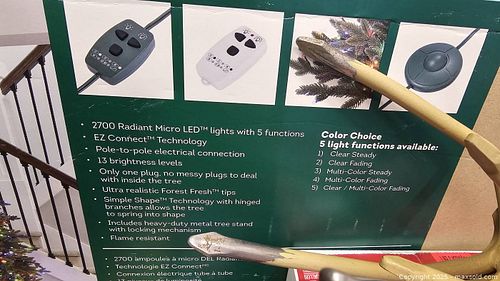 • 2700 Radiant Micro LED™ lights with 5 functions
• EZ Connect™ Technology
• Pole-to-pole electrical connection
• 13 brightness levels
Only one plug, no messy plugs to deal
• with inside the tree
• Ultra realistic Forest Fresh™ tips
• Simple Shape™ Technology with hinged
branches allows the tree
to spring into shape
• Includes heavy-duty metal tree stand
with locking mechanism
• Flame resistant
Color Choice
5 light functions available:
1) Clear Steady
2) Clear Fading
3) Multi-Color Steady
4) Multi-Color Fading
5) Clear / Multi-Color Fading
• 2700 ampoules à micro DEL
Technologie EZ Connect
Connexion électrique tube à tube
Copyright 2025 - maxsold.com